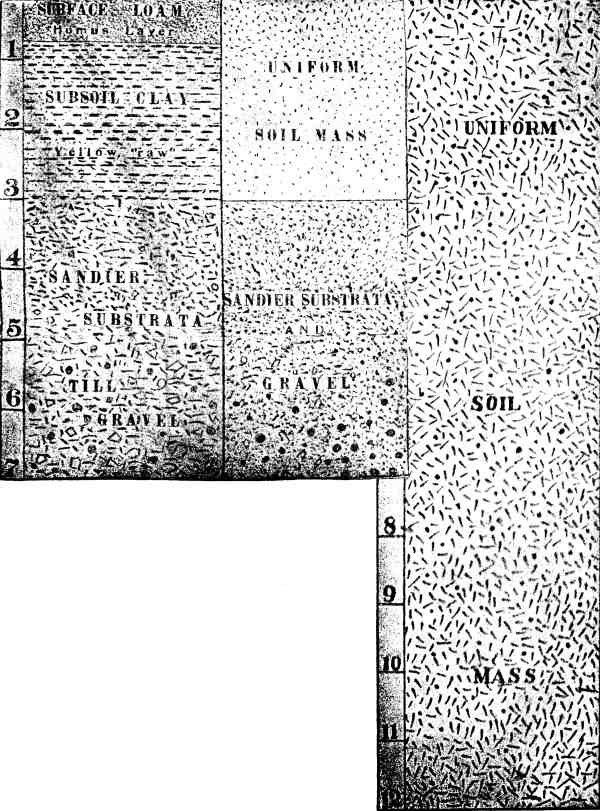 SURFACE LOAM
Humus Layer
1
SUBSOIL CLAY
2
Yellow, raw
3
4
SANDIER
SUBSTRATA
5
TILL
6
GRAVEL
7
UNIFORM
SOIL MASS
SANDIER SUBSTRATA
AND
GRAVEL
UNIFORM
SOIL
MASS
8
9
10
11